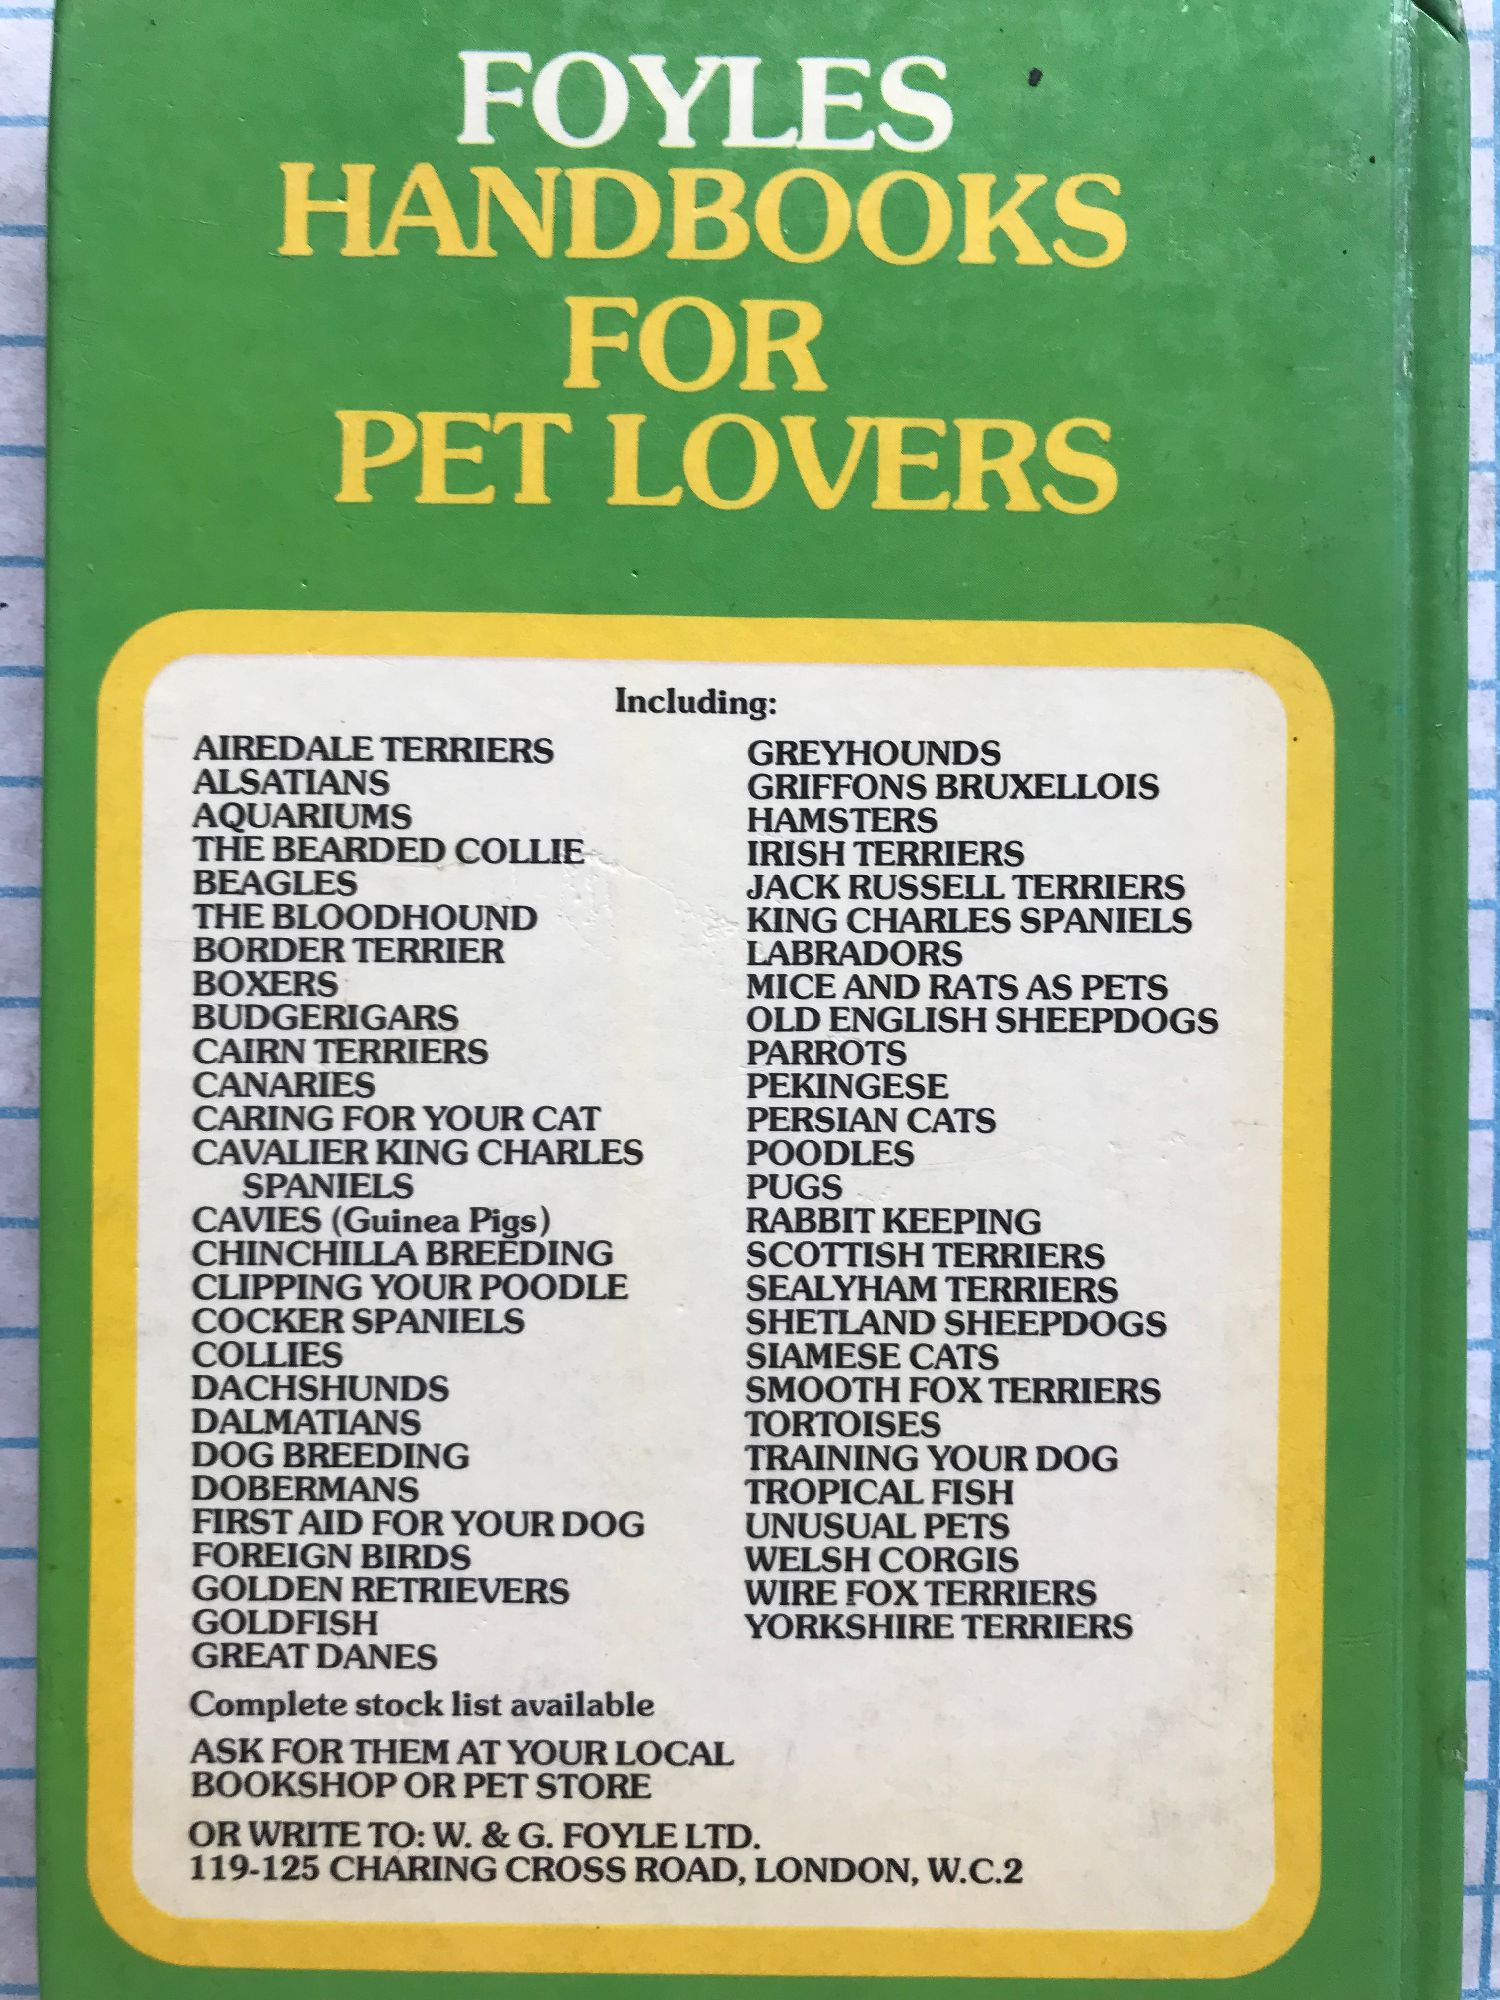 FOYLES
HANDBOOKS
FOR
PET LOVERS
Including:
AIREDALE TERRIERS
ALSATIANS
AQUARIUMS
THE BEARDED COLLIE
BEAGLES
THE BLOODHOUND
BORDER TERRIER
BOXERS
BUDGERIGARS
CAIRN TERRIERS
CANARIES
CARING FOR YOUR CAT
CAVALIER KING CHARLES
SPANIELS
CAVIES (Guinea Pigs)
CHINCHILLA BREEDING
CLIPPING YOUR POODLE
COCKER SPANIELS
COLLIES
DACHSHUNDS
DALMATIANS
DOG BREEDING
DOBERMANS
FIRST AID FOR YOUR DOG
FOREIGN BIRDS
GOLDEN RETRIEVERS
GOLDFISH
GREAT DANES
GREYHOUNDS
GRIFFONS BRUXELLOIS
HAMSTERS
IRISH TERRIERS
JACK RUSSELL TERRIERS
KING CHARLES SPANIELS
LABRADORS
MICE AND RATS AS PETS
OLD ENGLISH SHEEPDOGS
PARROTS
PEKINGESE
PERSIAN CATS
POODLES
PUGS
RABBIT KEEPING
SCOTTISH TERRIERS
SEALYHAM TERRIERS
SHETLAND SHEEPDOGS
SIAMESE CATS
SMOOTH FOX TERRIERS
TORTOISES
TRAINING YOUR DOG
TROPICAL FISH
UNUSUAL PETS
WELSH CORGIS
WIRE FOX TERRIERS
YORKSHIRE TERRIERS
Complete stock list available
ASK FOR THEM AT YOUR LOCAL
BOOKSHOP OR PET STORE
OR WRITE TO: W. & G. FOYLE LTD.
119-125 CHARING CROSS ROAD, LONDON, W.C.2